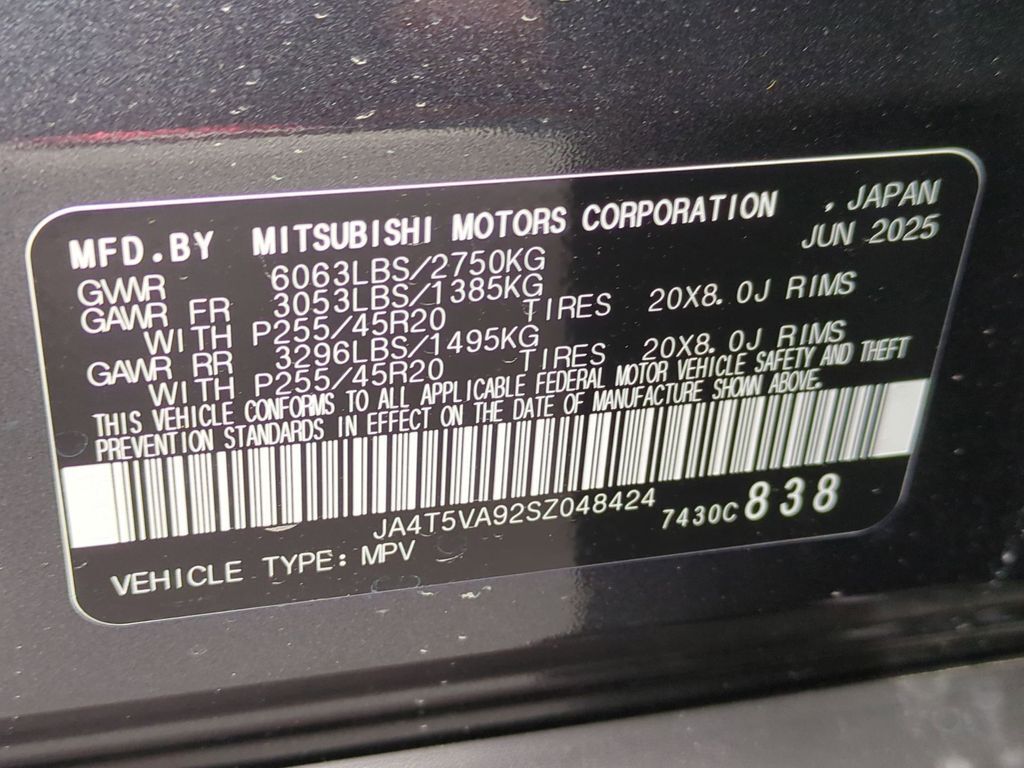 MFD.BY MITSUBISHI MOTORS CORPORATION , JAPAN
JUN 2025
GVWR 6063LBS/2750KG
GAWR FR 3053LBS/1385KG
WITH P255/45R20 TIRES 20X8.0J RIMS
GAWR RR 3296LBS/1495KG
WITH P255/45R20 TIRES 20X8.0J RIMS
THIS VEHICLE CONFORMS TO ALL APPLICABLE FEDERAL MOTOR VEHICLE SAFETY AND THEFT
PREVENTION STANDARDS IN EFFECT ON THE DATE OF MANUFACTURE SHOWN ABOVE.
JA4T5VA92SZ048424 7430C 838
VEHICLE TYPE: MPV